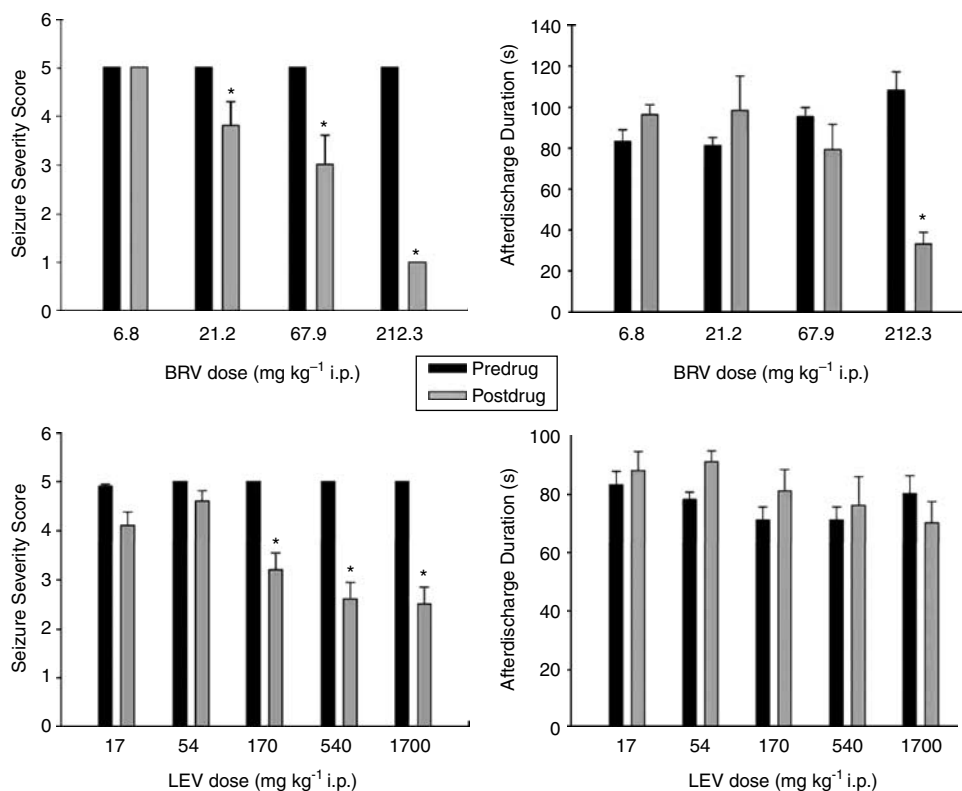 Seizure Severity Score
6
5
4
3
2
1
0
* * *
6.8 21.2 67.9 212.3
BRV dose (mg kg⁻¹ i.p.)
Afterdischarge Duration (s)
140
120
100
80
60
40
20
0
*
6.8 21.2 67.9 212.3
BRV dose (mg kg⁻¹ i.p.)
Predrug
Postdrug
Seizure Severity Score
6
5
4
3
2
1
0
* * *
17 54 170 540 1700
LEV dose (mg kg⁻¹ i.p.)
Afterdischarge Duration (s)
100
80
60
40
20
0
17 54 170 540 1700
LEV dose (mg kg⁻¹ i.p.)